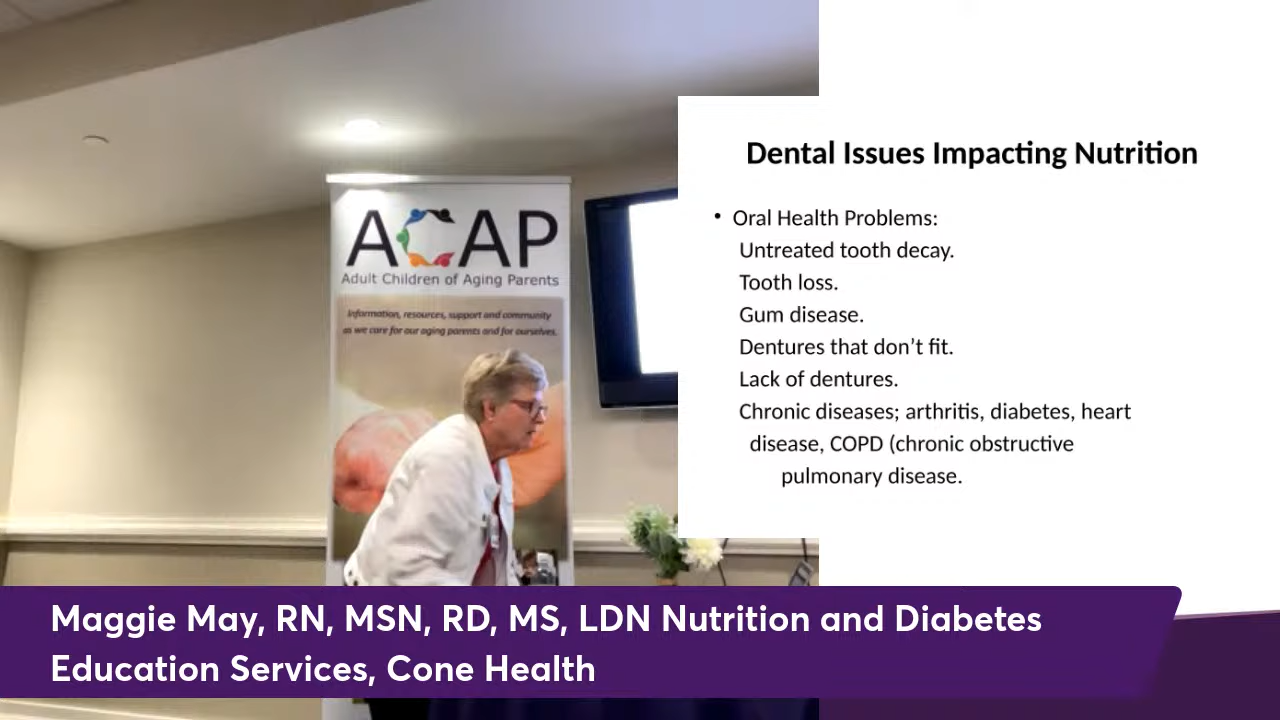 ACAP
Adult Children of Aging Parents
Information, resources, support and community
as we care for our aging parents and for ourselves.
Dental Issues Impacting Nutrition
• Oral Health Problems:
Untreated tooth decay.
Tooth loss.
Gum disease.
Dentures that don’t fit.
Lack of dentures.
Chronic diseases; arthritis, diabetes, heart
disease, COPD (chronic obstructive
pulmonary disease.
Maggie May, RN, MSN, RD, MS, LDN Nutrition and Diabetes
Education Services, Cone Health